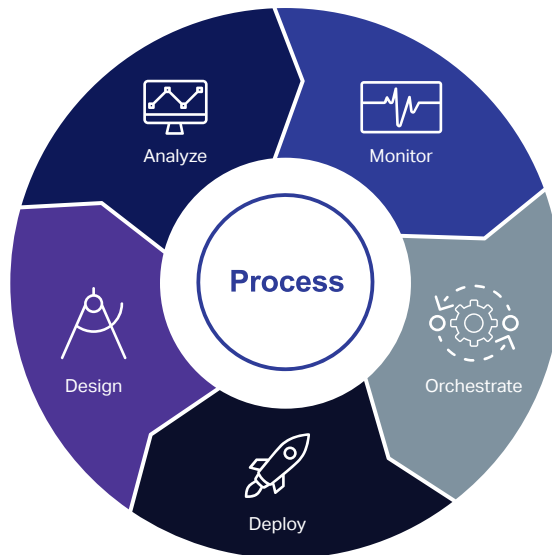 Analyze
Monitor
Process
Design
Orchestrate
Deploy